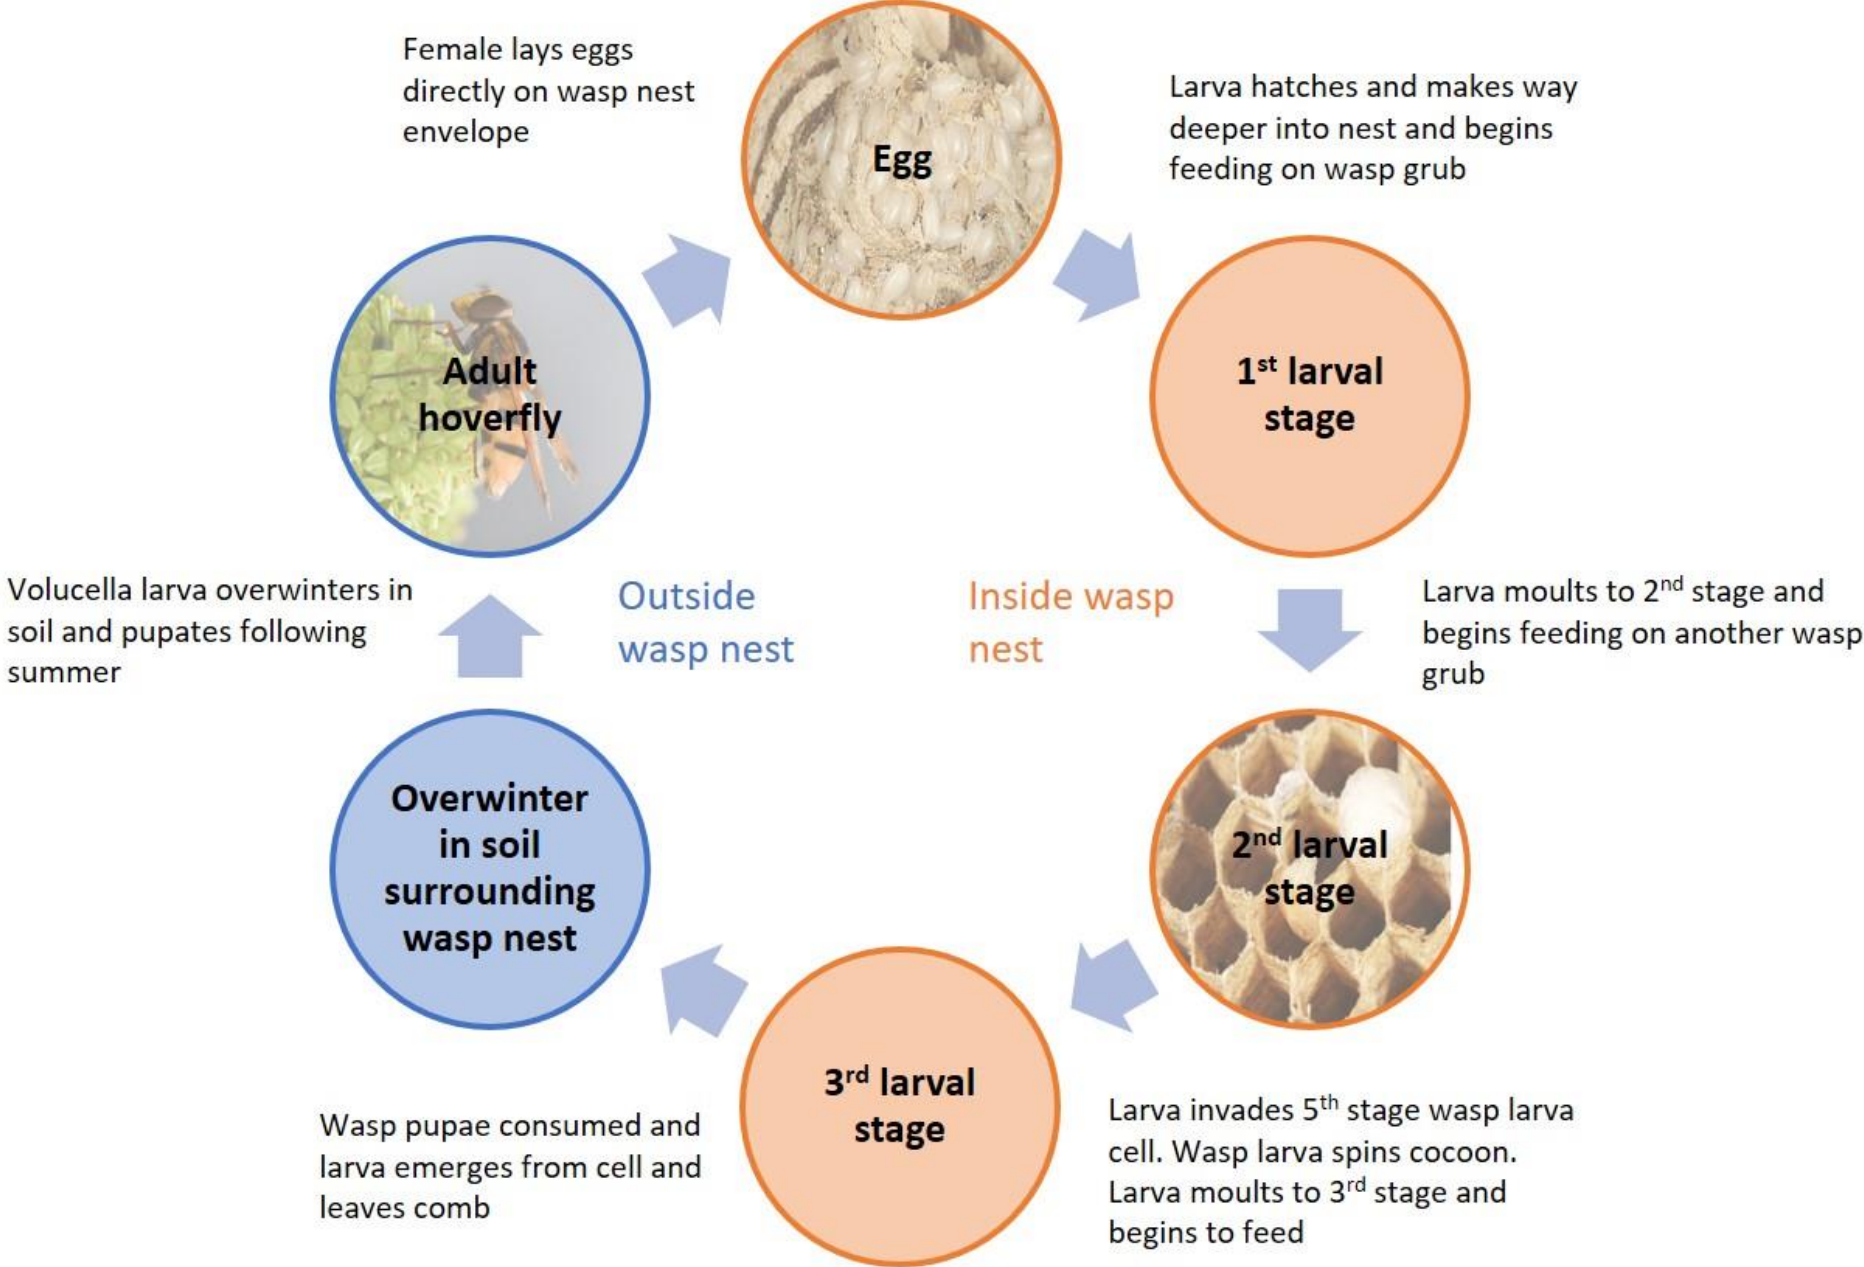 Female lays eggs
directly on wasp nest
envelope
Egg
Larva hatches and makes way
deeper into nest and begins
feeding on wasp grub
Adult
hoverfly
1st larval
stage
Volucella larva overwinters in
soil and pupates following
summer
Outside
wasp nest
Inside wasp
nest
Larva moults to 2nd stage and
begins feeding on another wasp
grub
Overwinter
in soil
surrounding
wasp nest
2nd larval
stage
3rd larval
stage
Wasp pupae consumed and
larva emerges from cell and
leaves comb
Larva invades 5th stage wasp larva
cell. Wasp larva spins cocoon.
Larva moults to 3rd stage and
begins to feed